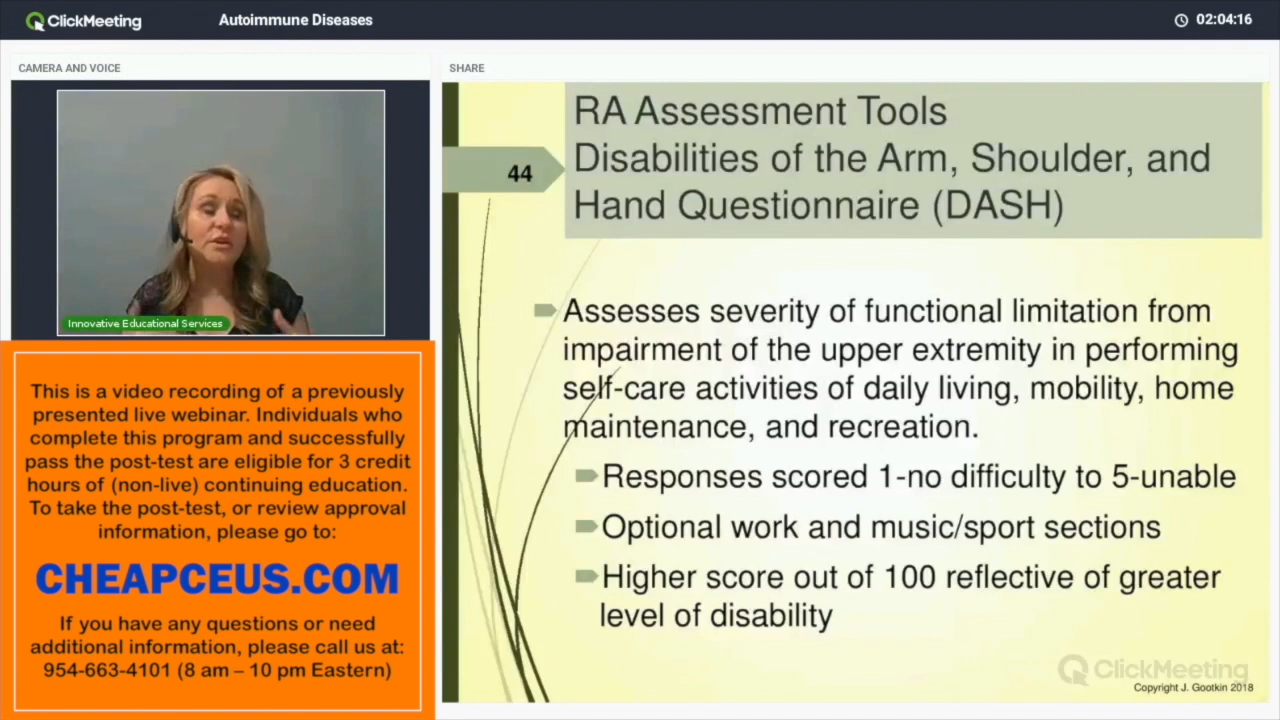 ClickMeeting
Autoimmune Diseases
02:04:16
CAMERA AND VOICE
SHARE
Innovative Educational Services
This is a video recording of a previously
presented live webinar. Individuals who
complete this program and successfully
pass the post-test are eligible for 3 credit
hours of (non-live) continuing education.
To take the post-test, or review approval
information, please go to:
CHEAPCEUS.COM
If you have any questions or need
additional information, please call us at:
954-663-4101 (8 am – 10 pm Eastern)
44
RA Assessment Tools
Disabilities of the Arm, Shoulder, and
Hand Questionnaire (DASH)
Assesses severity of functional limitation from
impairment of the upper extremity in performing
self-care activities of daily living, mobility, home
maintenance, and recreation.
Responses scored 1-no difficulty to 5-unable
Optional work and music/sport sections
Higher score out of 100 reflective of greater
level of disability
ClickMeeting
Copyright J. Gootkin 2018